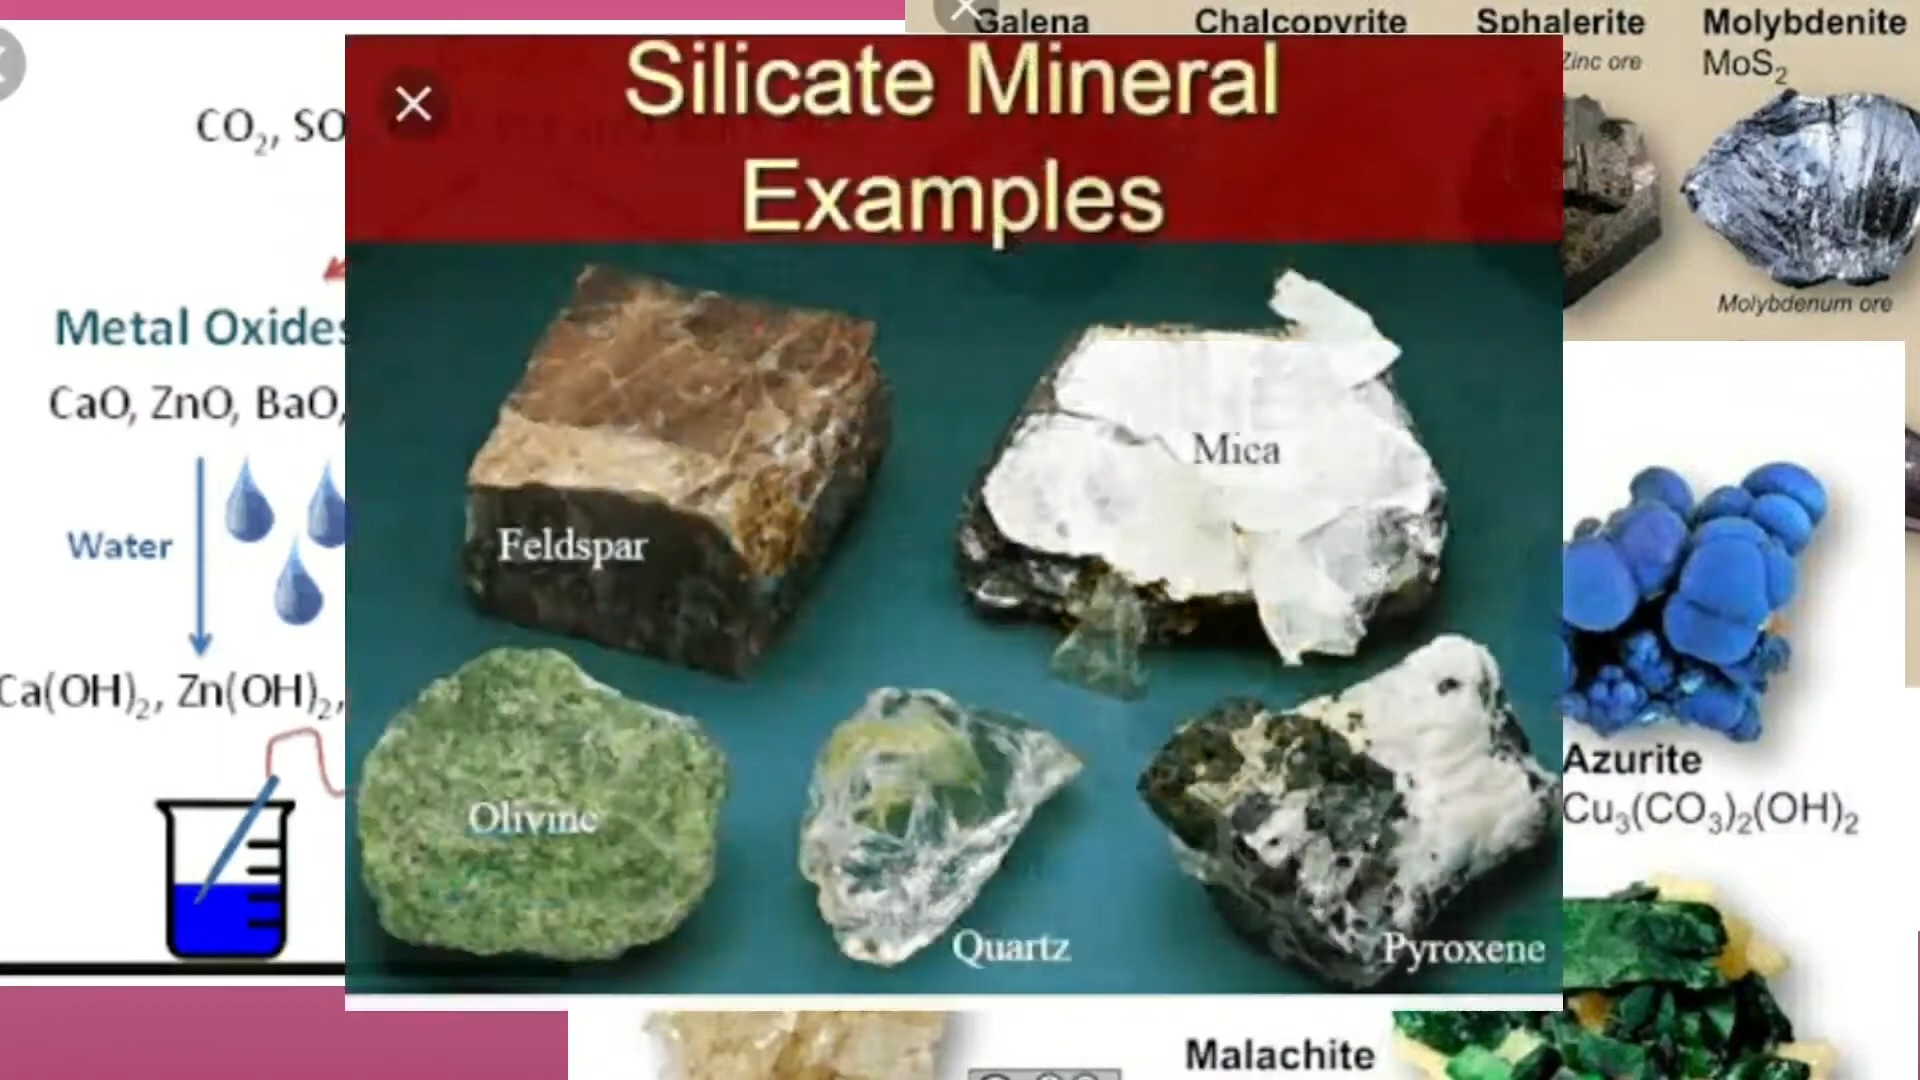 Galena
Chalcopyrite
Sphalerite
Molybdenite
Zinc ore
MoS₂
Molybdenum ore
Silicate Mineral
Examples
CO₂, SO
Metal Oxides
CaO, ZnO, BaO,
Water
Ca(OH)₂, Zn(OH)₂,
Feldspar
Mica
Olivine
Quartz
Pyroxene
Azurite
Cu₃(CO₃)₂(OH)₂
Malachite